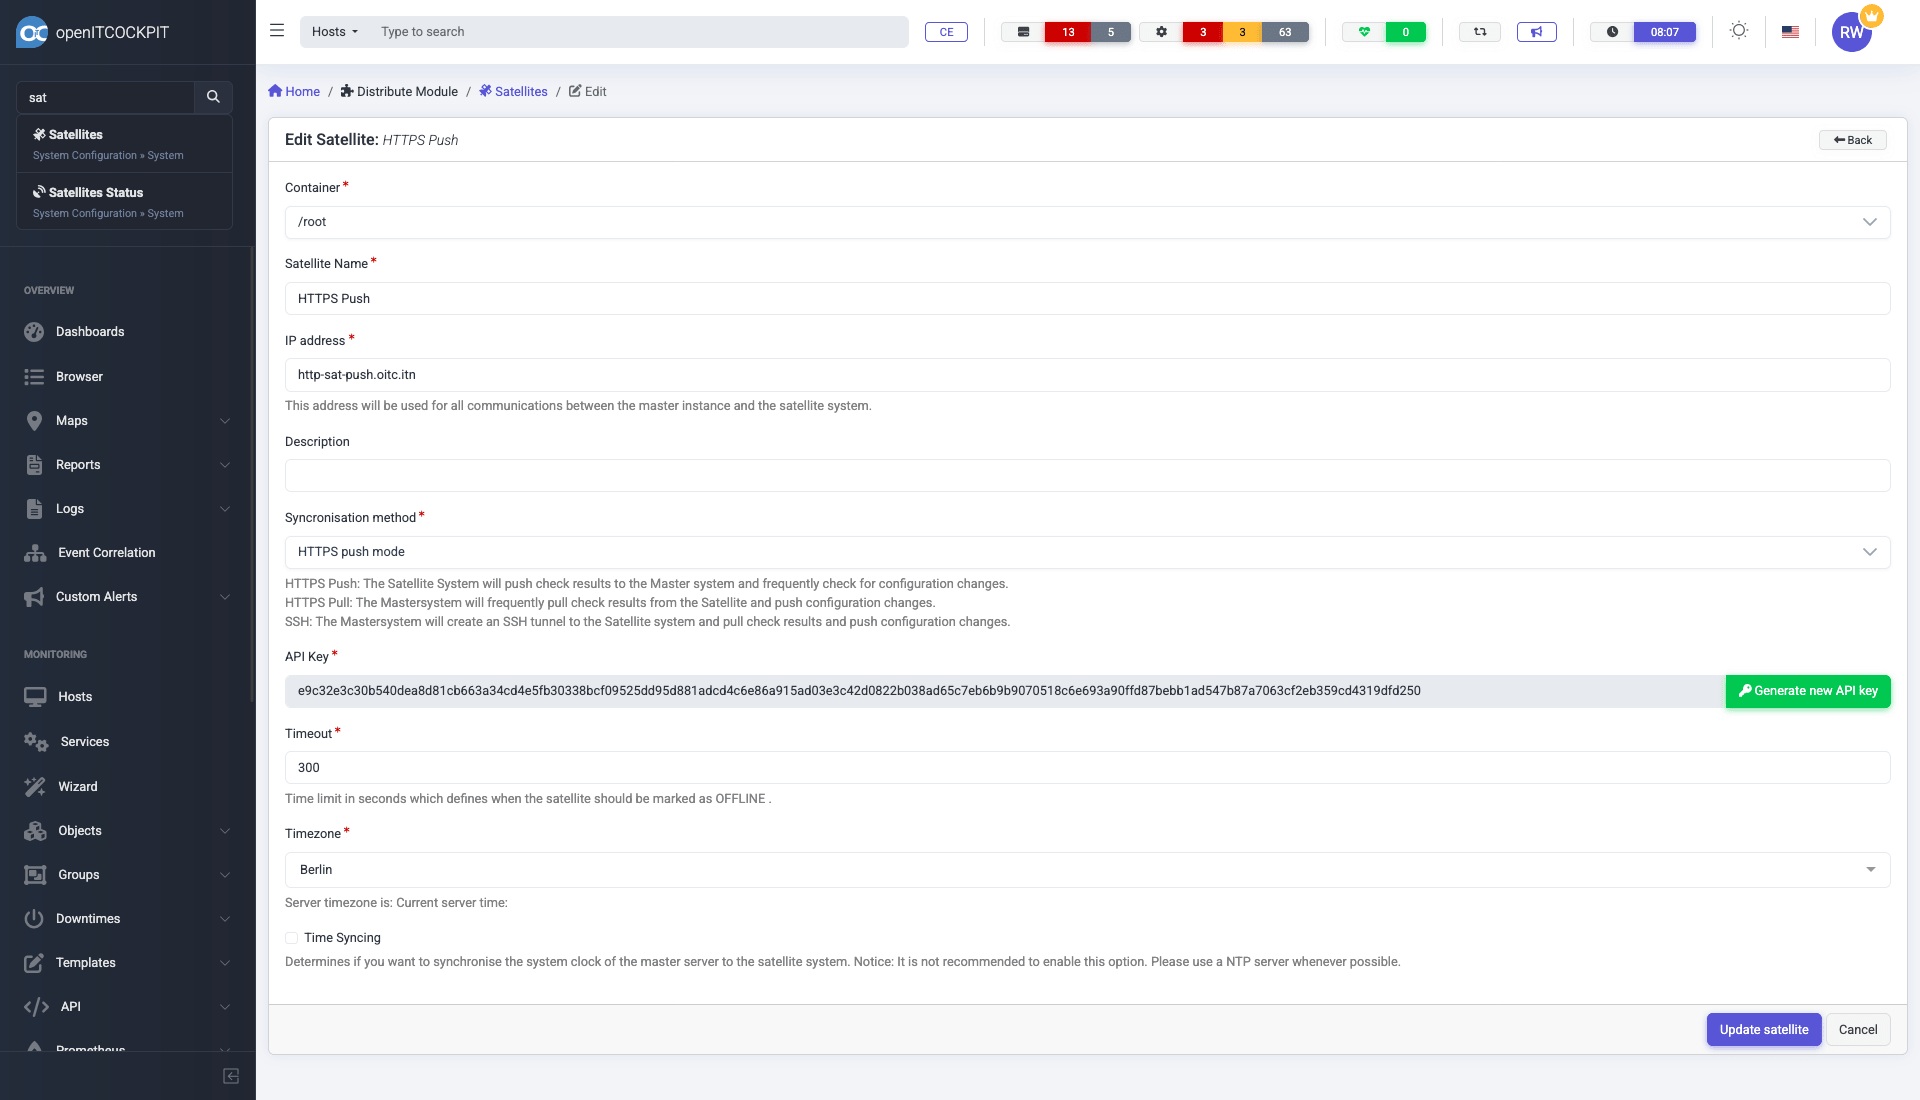 openITCOCKPIT
Hosts
Type to search
CE
13
5
3
3
63
0
08:07
RW
sat
Satellites
System Configuration » System
Satellites Status
System Configuration » System
OVERVIEW
Dashboards
Browser
Maps
Reports
Logs
Event Correlation
Custom Alerts
MONITORING
Hosts
Services
Wizard
Objects
Groups
Downtimes
Templates
API
Prometheus
Home / Distribute Module / Satellites / Edit
Edit Satellite: HTTPS Push
Back
Container *
/root
Satellite Name *
HTTPS Push
IP address *
http-sat-push.oitc.itn
This address will be used for all communications between the master instance and the satellite system.
Description
Syncronisation method *
HTTPS push mode
HTTPS Push: The Satellite System will push check results to the Master system and frequently check for configuration changes.
HTTPS Pull: The Mastersystem will frequently pull check results from the Satellite and push configuration changes.
SSH: The Mastersystem will create an SSH tunnel to the Satellite system and pull check results and push configuration changes.
API Key *
e9c32e3c30b540dea8d81cb663a34cd4e5fb30338bcf09525dd95d881adcd4c6e86a915ad03e3c42d0822b038ad65c7eb6b9b9070518c6e693a90ffd87bebb1ad547b87a7063cf2eb359cd4319dfd250
Generate new API key
Timeout *
300
Time limit in seconds which defines when the satellite should be marked as OFFLINE .
Timezone *
Berlin
Server timezone is: Current server time:
Time Syncing
Determines if you want to synchronise the system clock of the master server to the satellite system. Notice: It is not recommended to enable this option. Please use a NTP server whenever possible.
Update satellite
Cancel